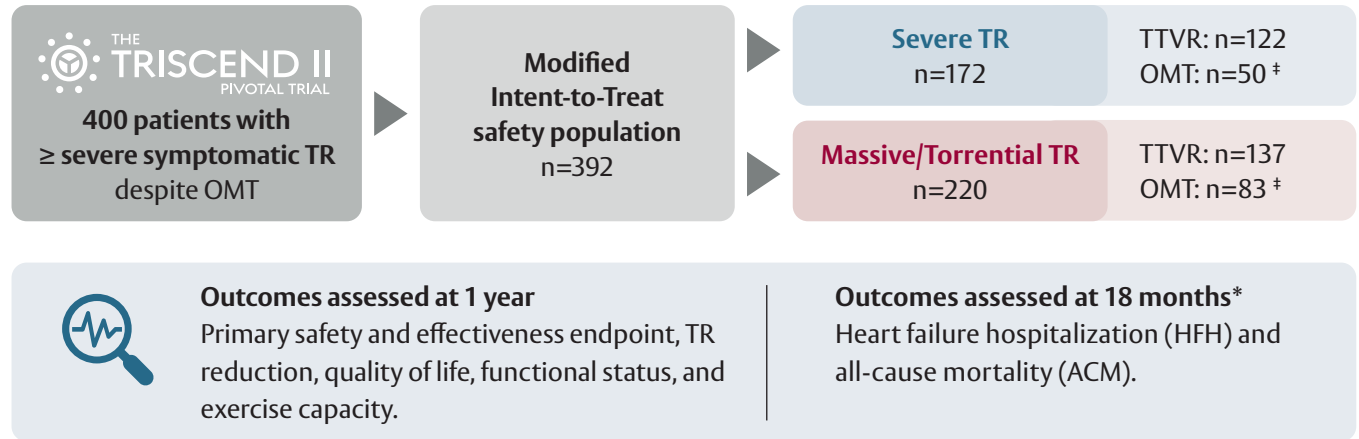 THE
TRISCEND II
PIVOTAL TRIAL
400 patients with
≥ severe symptomatic TR
despite OMT
Modified
Intent-to-Treat
safety population
n=392
Severe TR
n=172
TTVR: n=122
OMT: n=50 ‡
Massive/Torrential TR
n=220
TTVR: n=137
OMT: n=83 ‡
Outcomes assessed at 1 year
Primary safety and effectiveness endpoint, TR
reduction, quality of life, functional status, and
exercise capacity.
Outcomes assessed at 18 months*
Heart failure hospitalization (HFH) and
all-cause mortality (ACM).